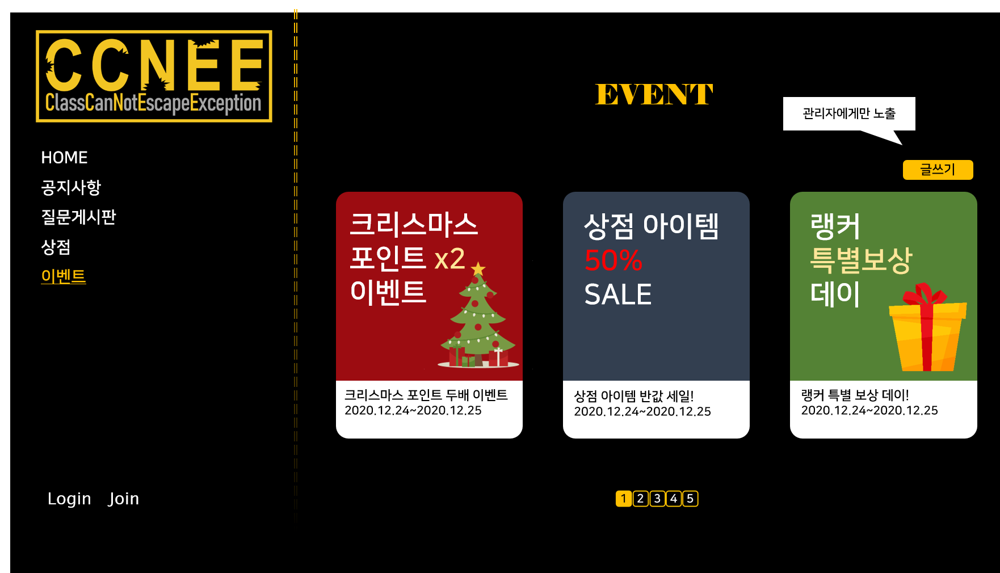 CCNEE
ClassCanNotEscapeException
HOME
공지사항
질문게시판
상점
이벤트
Login Join
EVENT
관리자에게만 노출
글쓰기
크리스마스
포인트 x2
이벤트
크리스마스 포인트 두배 이벤트
2020.12.24~2020.12.25
상점 아이템
50%
SALE
상점 아이템 반값 세일!
2020.12.24~2020.12.25
랭커
특별보상
데이
랭커 특별 보상 데이!
2020.12.24~2020.12.25
1 2 3 4 5